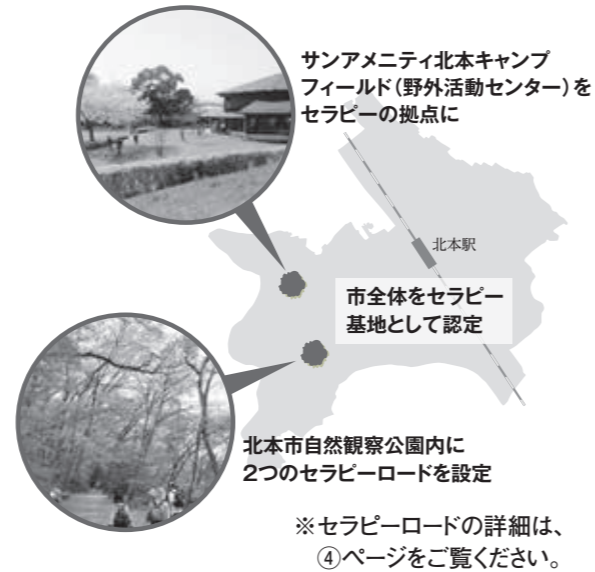 サンアメニティ北本キャンプ
フィールド（野外活動センター）を
セラピーの拠点に
北本駅
市全体をセラピー
基地として認定
北本市自然観察公園内に
2つのセラピーロードを設定
※セラピーロードの詳細は、
④ページをご覧ください。